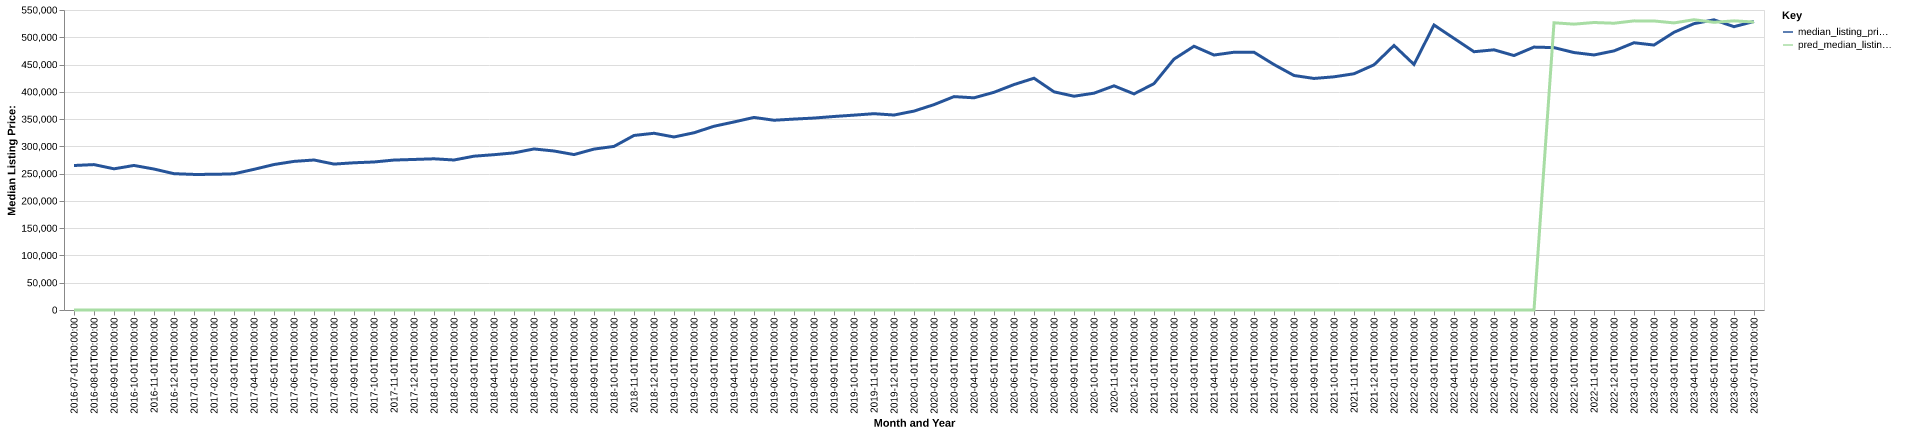 550,000
500,000
450,000
400,000
350,000
300,000
250,000
200,000
150,000
100,000
50,000
0
Median Listing Price:
2016-07-01T00:00:00
2016-08-01T00:00:00
2016-09-01T00:00:00
2016-10-01T00:00:00
2016-11-01T00:00:00
2016-12-01T00:00:00
2017-01-01T00:00:00
2017-02-01T00:00:00
2017-03-01T00:00:00
2017-04-01T00:00:00
2017-05-01T00:00:00
2017-06-01T00:00:00
2017-07-01T00:00:00
2017-08-01T00:00:00
2017-09-01T00:00:00
2017-10-01T00:00:00
2017-11-01T00:00:00
2017-12-01T00:00:00
2018-01-01T00:00:00
2018-02-01T00:00:00
2018-03-01T00:00:00
2018-04-01T00:00:00
2018-05-01T00:00:00
2018-06-01T00:00:00
2018-07-01T00:00:00
2018-08-01T00:00:00
2018-09-01T00:00:00
2018-10-01T00:00:00
2018-11-01T00:00:00
2018-12-01T00:00:00
2019-01-01T00:00:00
2019-02-01T00:00:00
2019-03-01T00:00:00
2019-04-01T00:00:00
2019-05-01T00:00:00
2019-06-01T00:00:00
2019-07-01T00:00:00
2019-08-01T00:00:00
2019-09-01T00:00:00
2019-10-01T00:00:00
2019-11-01T00:00:00
2019-12-01T00:00:00
2020-01-01T00:00:00
2020-02-01T00:00:00
2020-03-01T00:00:00
2020-04-01T00:00:00
2020-05-01T00:00:00
2020-06-01T00:00:00
2020-07-01T00:00:00
2020-08-01T00:00:00
2020-09-01T00:00:00
2020-10-01T00:00:00
2020-11-01T00:00:00
2020-12-01T00:00:00
2021-01-01T00:00:00
2021-02-01T00:00:00
2021-03-01T00:00:00
2021-04-01T00:00:00
2021-05-01T00:00:00
2021-06-01T00:00:00
2021-07-01T00:00:00
2021-08-01T00:00:00
2021-09-01T00:00:00
2021-10-01T00:00:00
2021-11-01T00:00:00
2021-12-01T00:00:00
2022-01-01T00:00:00
2022-02-01T00:00:00
2022-03-01T00:00:00
2022-04-01T00:00:00
2022-05-01T00:00:00
2022-06-01T00:00:00
2022-07-01T00:00:00
2022-08-01T00:00:00
2022-09-01T00:00:00
2022-10-01T00:00:00
2022-11-01T00:00:00
2022-12-01T00:00:00
2023-01-01T00:00:00
2023-02-01T00:00:00
2023-03-01T00:00:00
2023-04-01T00:00:00
2023-05-01T00:00:00
2023-06-01T00:00:00
2023-07-01T00:00:00
Month and Year
Key
median_listing_pri…
pred_median_listin…